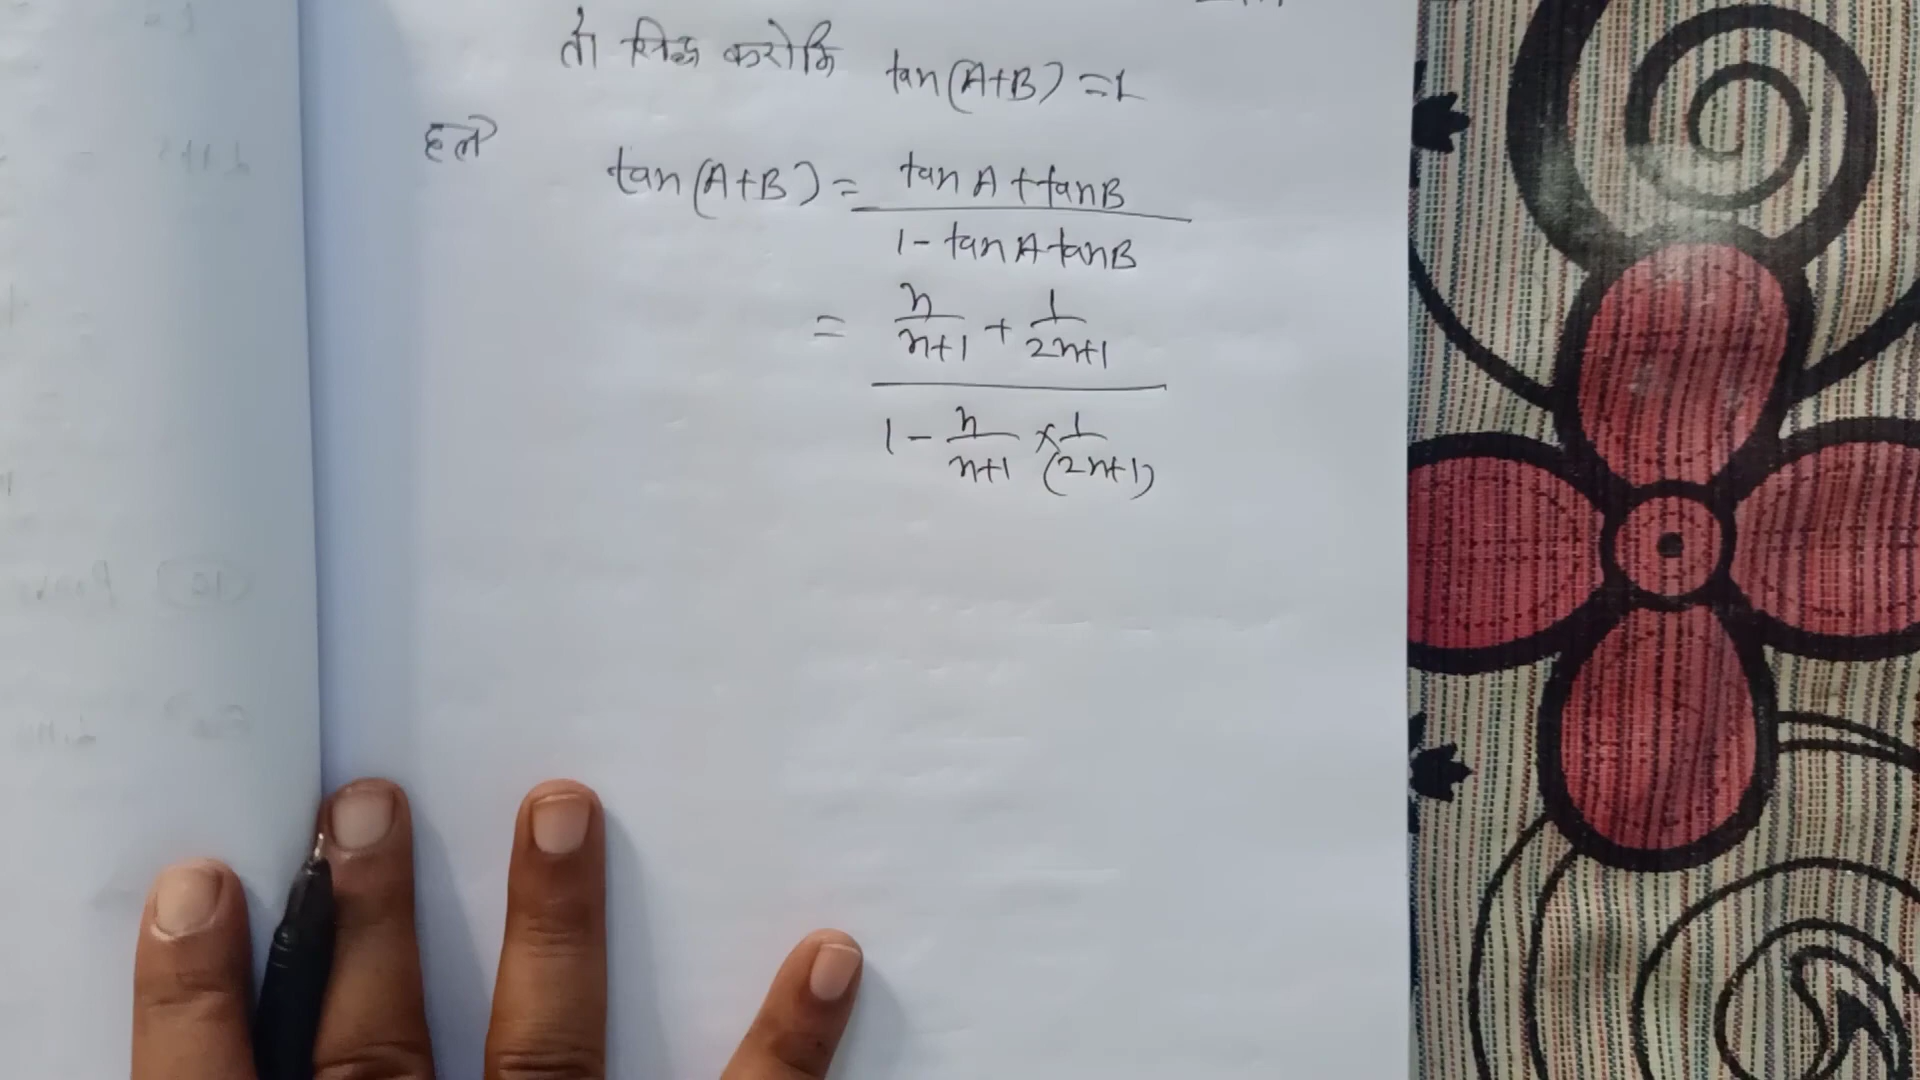 तो सिद्ध करो कि tan(A+B) = 1
हल
tan(A+B) = tan A + tan B
1 - tan A tan B
= n/n+1 + 1/2n+1
1 - n/n+1 × 1/(2n+1)